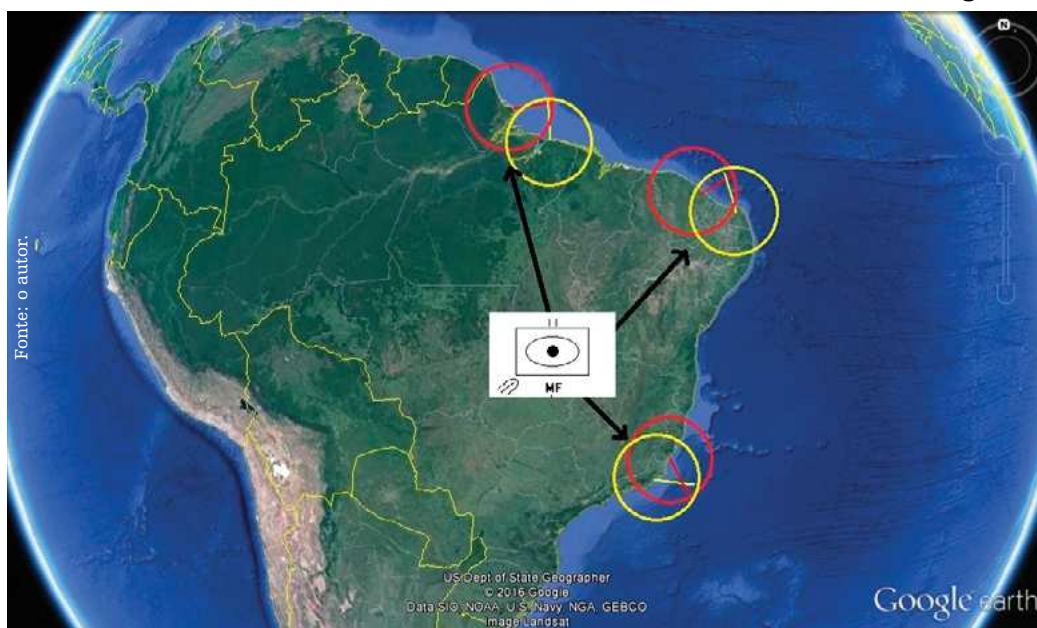 N
Fonte: o autor.
II
MF
US Dept of State Geographer
© 2016 Google
Data SIO, NOAA, U.S. Navy, NGA, GEBCO
Image Landsat
Google earth